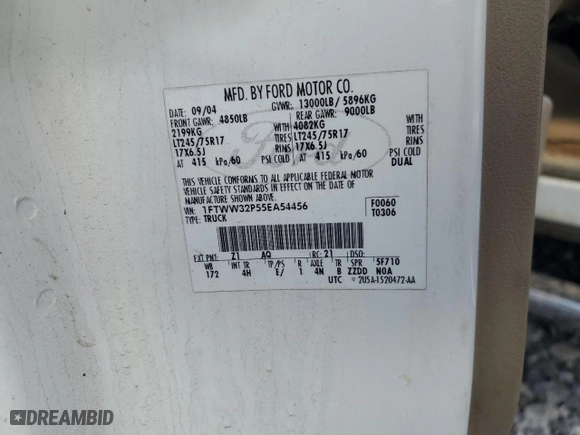 MFD. BY FORD MOTOR CO.
DATE: 09/04 GVWR: 13000LB/ 5896KG
FRONT GAWR: 4850LB REAR GAWR: 9000LB
2199KG WITH 4082KG WITH
LT245/75R17 TIRES LT245/75R17 TIRES
17X6.5J RIMS 17X6.5J RIMS
AT 415 kPa/60 PSI COLD AT 415 kPa/60 PSI COLD
DUAL
THIS VEHICLE CONFORMS TO ALL APPLICABLE FEDERAL MOTOR
VEHICLE SAFETY STANDARDS IN EFFECT ON THE DATE OF
MANUFACTURE SHOWN ABOVE.
VIN: 1FTWW32P55EA54456 F0060
TYPE: TRUCK T0306
EXT PNT: Z1 AQ RC: 21 DSO:
WB INT TR TP/PS R AXLE TR SPR 5F710
172 4H E/ 1 4N B ZZDD N0A
UTC 2U5A-1520472-AA
Ford
DREAMBID